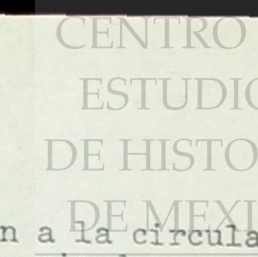 CENTRO
ESTUDIO
DE HISTO
DE MEXI
n a la circula